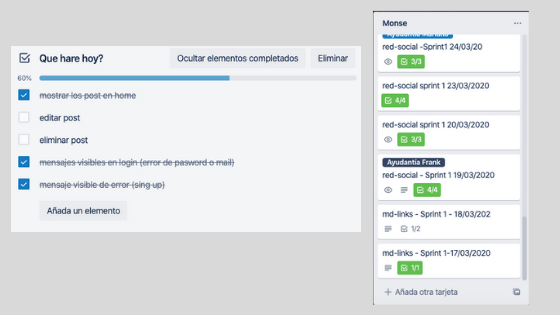 Que hare hoy?
Ocultar elementos completados
Eliminar
60%
mostrar los post en home
editar post
eliminar post
mensajes visibles en login (error de pasword o mail)
mensaje visible de error (sing up)
Añada un elemento
Monse
red-social -Sprint1 24/03/20
3/3
red-social sprint 1 23/03/2020
4/4
red-social sprint 1 20/03/2020
3/3
Ayudantía Frank
red-social - Sprint 1 19/03/2020
4/4
md-links - Sprint 1 - 18/03/202
1/2
md-links - Sprint 1-17/03/2020
1/1
+ Añada otra tarjeta